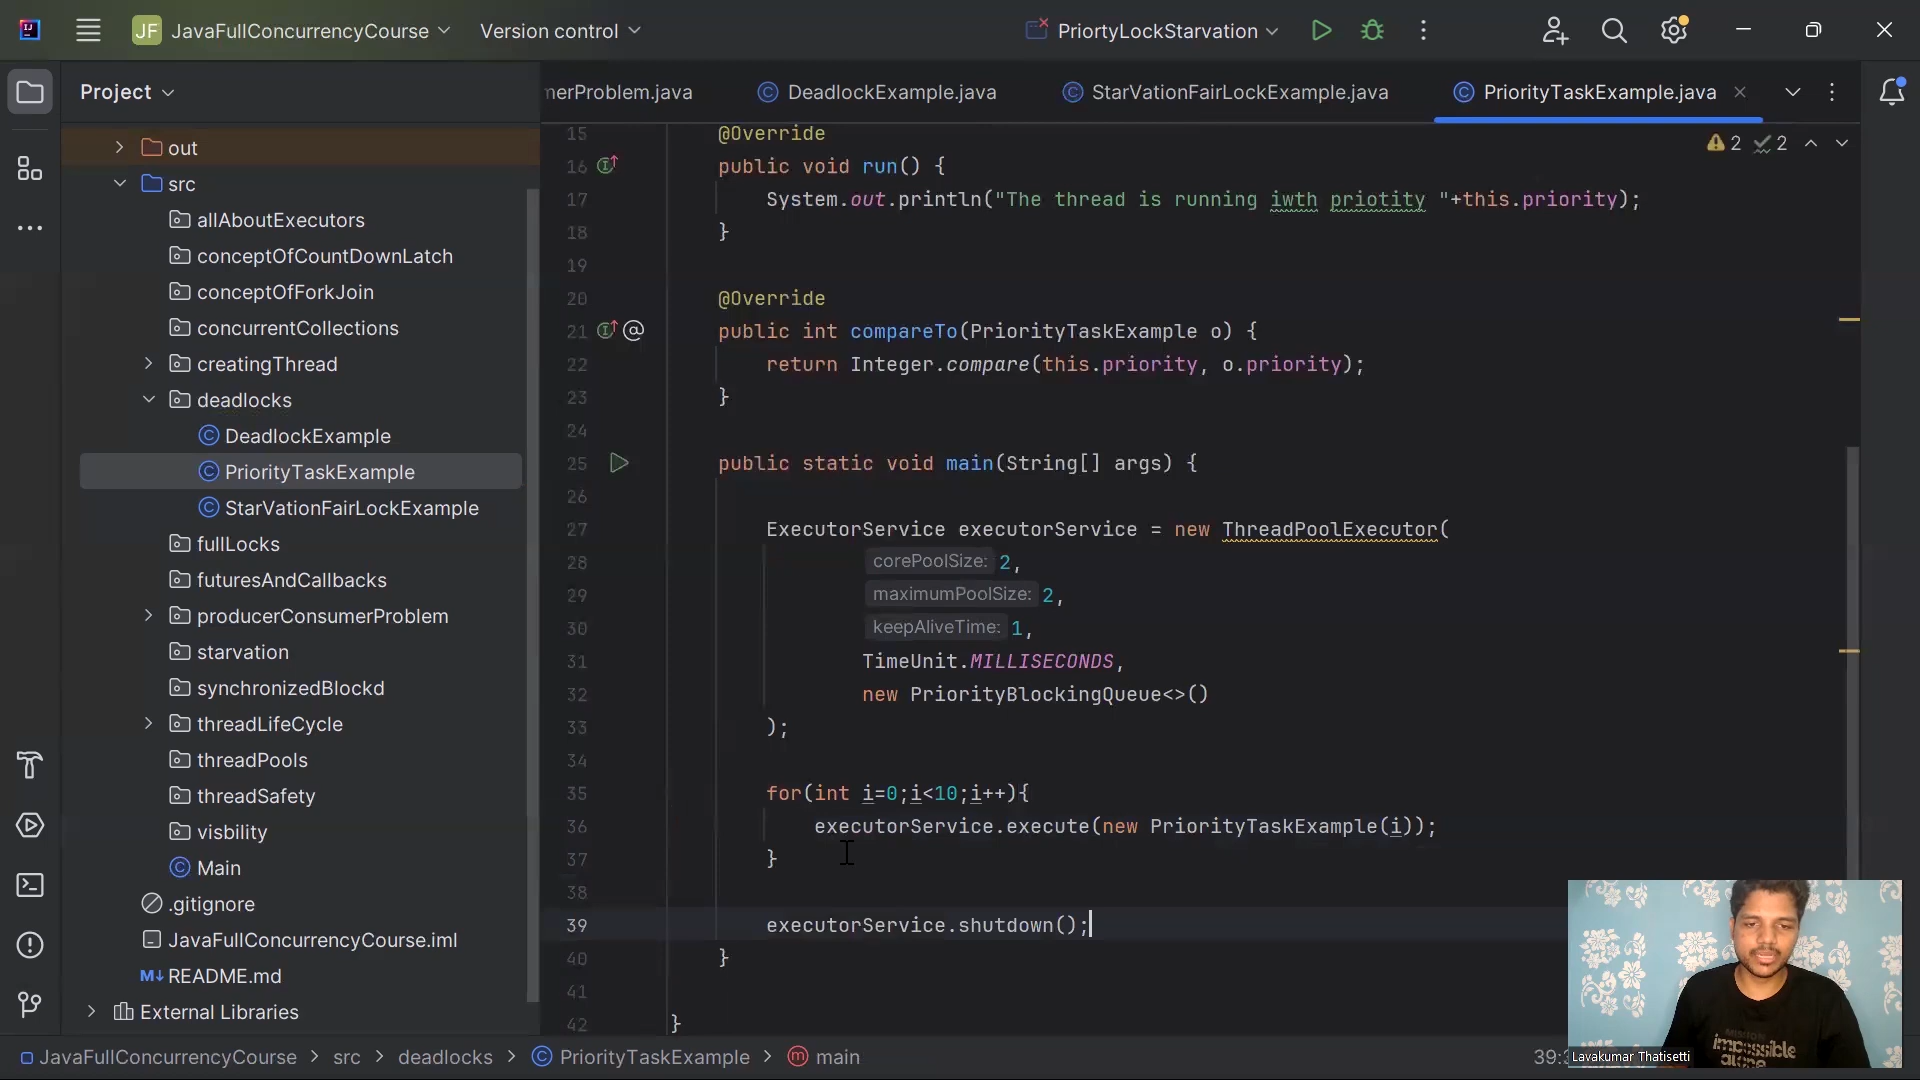 JF JavaFullConcurrencyCourse Version control PriortyLockStarvation
Project
merProblem.java DeadlockExample.java StarVationFairLockExample.java PriorityTaskExample.java
2 2
out
src
allAboutExecutors
conceptOfCountDownLatch
conceptOfForkJoin
concurrentCollections
creatingThread
deadlocks
DeadlockExample
PriorityTaskExample
StarVationFairLockExample
fullLocks
futuresAndCallbacks
producerConsumerProblem
starvation
synchronizedBlockd
threadLifeCycle
threadPools
threadSafety
visbility
Main
.gitignore
JavaFullConcurrencyCourse.iml
M↓ README.md
External Libraries
15 @Override
16 public void run() {
17 System.out.println("The thread is running iwth priotity "+this.priority);
18 }
19
20 @Override
21 public int compareTo(PriorityTaskExample o) {
22 return Integer.compare(this.priority, o.priority);
23 }
24
25 public static void main(String[] args) {
26
27 ExecutorService executorService = new ThreadPoolExecutor(
28 corePoolSize: 2,
29 maximumPoolSize: 2,
30 keepAliveTime: 1,
31 TimeUnit.MILLISECONDS,
32 new PriorityBlockingQueue<>()
33 );
34
35 for(int i=0;i<10;i++){
36 executorService.execute(new PriorityTaskExample(i));
37 }
38
39 executorService.shutdown();
40 }
41
42 }
impossible
Lavakumar Thatisetti
JavaFullConcurrencyCourse > src > deadlocks > PriorityTaskExample > main 39: